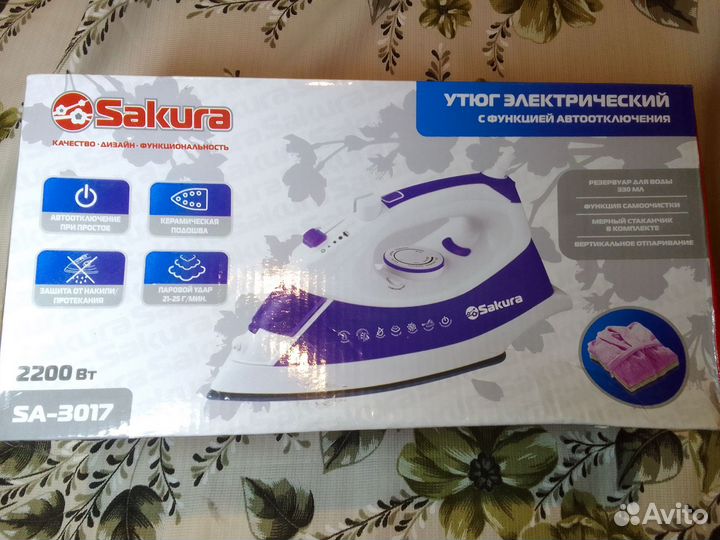 Sakura
КАЧЕСТВО · ДИЗАЙН · ФУНКЦИОНАЛЬНОСТЬ
УТЮГ ЭЛЕКТРИЧЕСКИЙ
С ФУНКЦИЕЙ АВТООТКЛЮЧЕНИЯ
АВТООТКЛЮЧЕНИЕ
ПРИ ПРОСТОЕ
КЕРАМИЧЕСКАЯ
ПОДОШВА
ЗАЩИТА ОТ НАКИПИ/
ПРОТЕКАНИЯ
ПАРОВОЙ УДАР
21-25 Г/МИН.
РЕЗЕРВУАР ДЛЯ ВОДЫ
330 МЛ
ФУНКЦИЯ САМООЧИСТКИ
МЕРНЫЙ СТАКАНЧИК
В КОМПЛЕКТЕ
ВЕРТИКАЛЬНОЕ ОТПАРИВАНИЕ
Sakura
2200 Вт
SA-3017
Avito